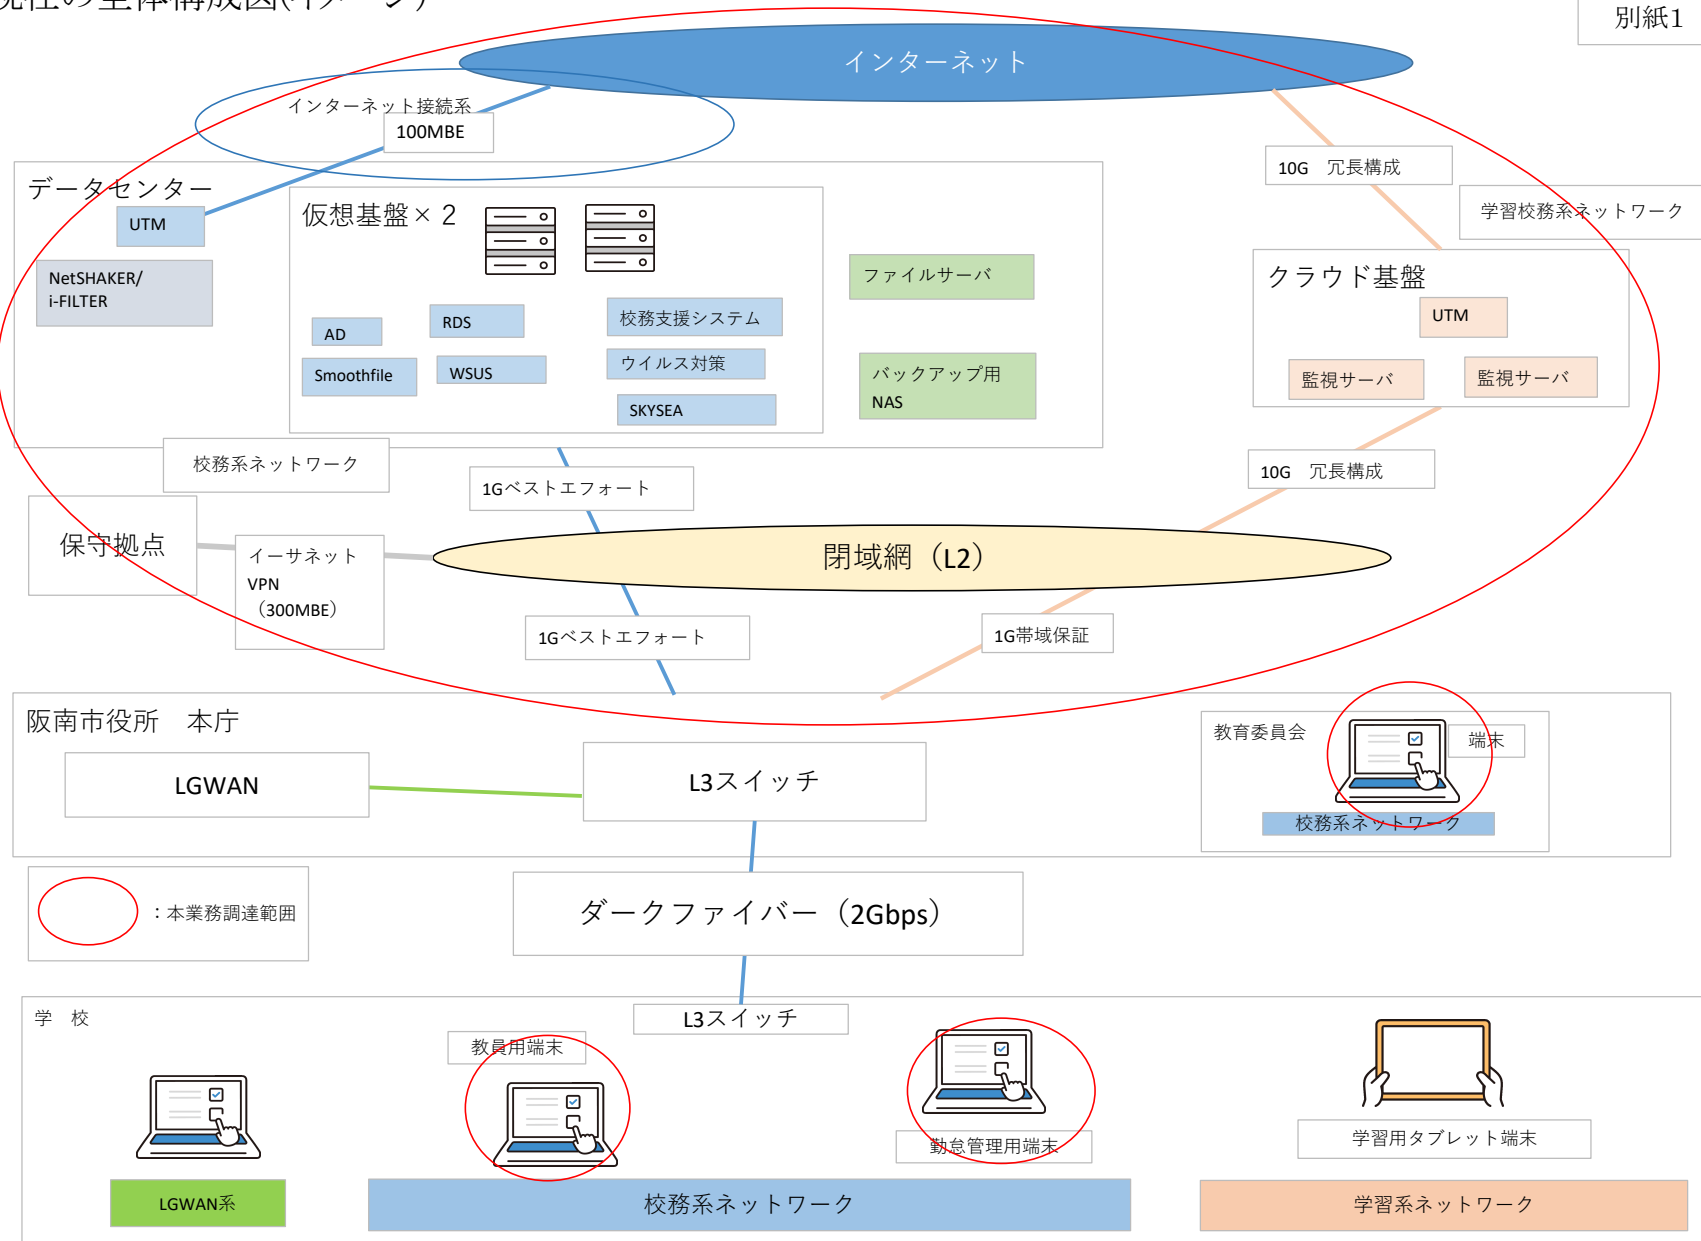 現在の全体構成図(イメージ)
別紙1
インターネット
インターネット接続系
100MBE
10G　冗長構成
データセンター
学習校務系ネットワーク
UTM
仮想基盤×２
NetSHAKER/
i-FILTER
ファイルサーバ
クラウド基盤
UTM
AD
RDS
校務支援システム
Smoothfile
WSUS
ウイルス対策
バックアップ用
NAS
監視サーバ
監視サーバ
SKYSEA
校務系ネットワーク
1Gベストエフォート
10G　冗長構成
保守拠点
イーサネット
VPN
（300MBE）
閉域網（L2）
1Gベストエフォート
1G帯域保証
阪南市役所　本庁
教育委員会
端末
LGWAN
L3スイッチ
校務系ネットワーク
：本業務調達範囲
ダークファイバー（2Gbps）
学　校
L3スイッチ
教員用端末
勤怠管理用端末
学習用タブレット端末
LGWAN系
校務系ネットワーク
学習系ネットワーク